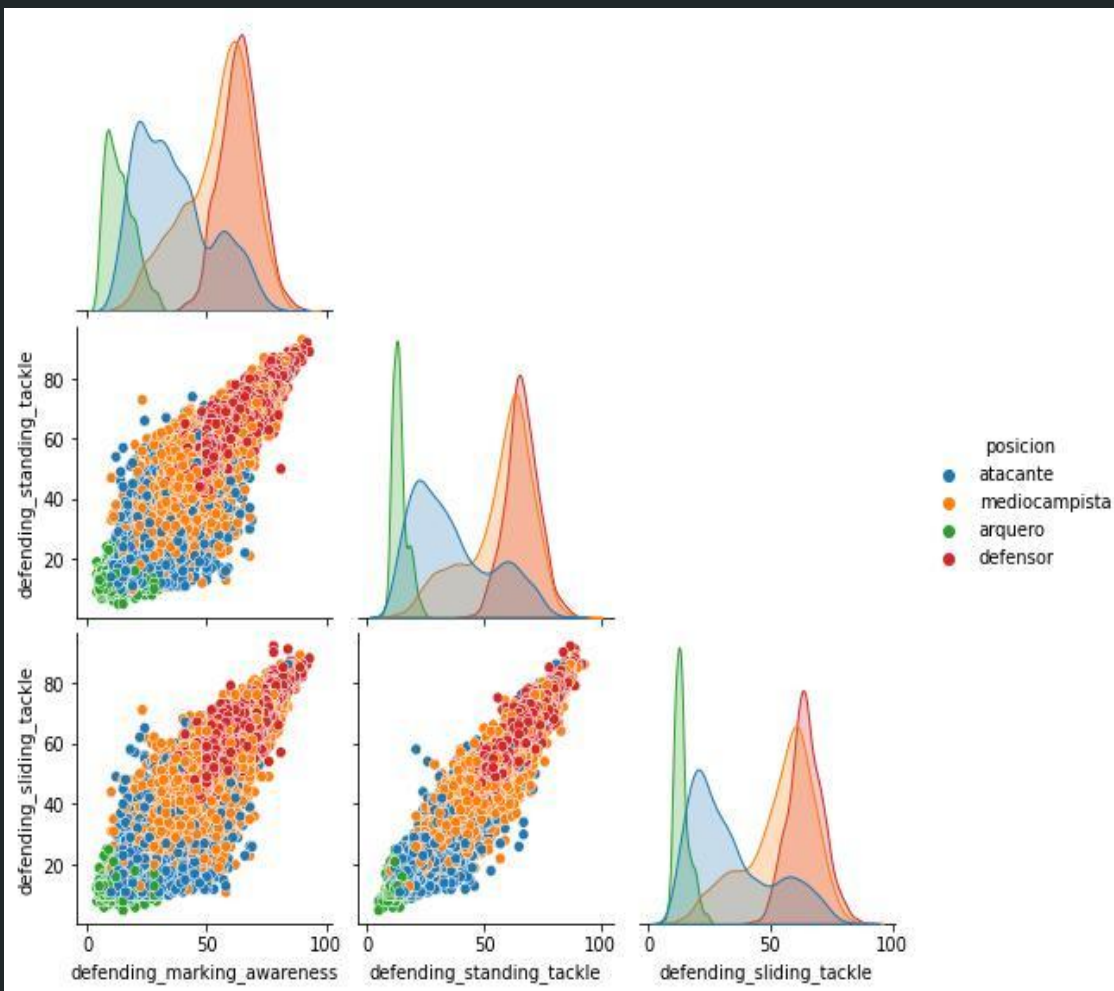 defending_standing_tackle
80
60
40
20
defending_sliding_tackle
80
60
40
20
0
50
100
defending_marking_awareness
0
50
100
defending_standing_tackle
0
50
100
defending_sliding_tackle
posicion
atacante
mediocampista
arquero
defensor